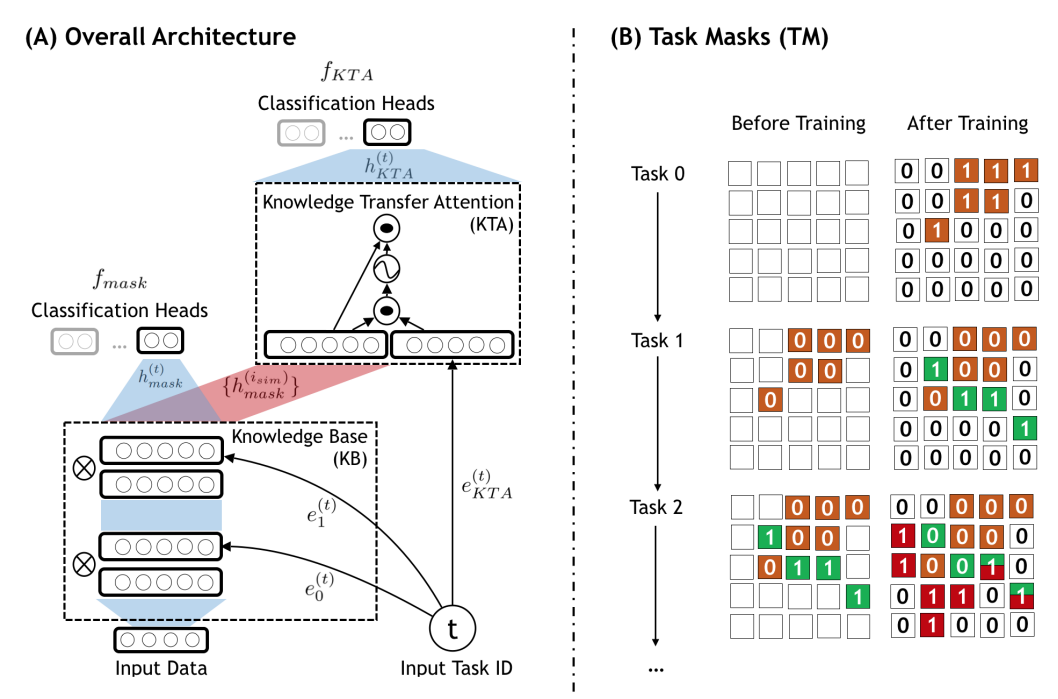 (A) Overall Architecture
f_{KTA}
Classification Heads
...
h_{KTA}^{(t)}
Knowledge Transfer Attention
(KTA)
f_{mask}
Classification Heads
...
h_{mask}^{(t)}
{h_{mask}^{(i_{sim})}}
Knowledge Base
(KB)
e_1^{(t)}
e_0^{(t)}
e_{KTA}^{(t)}
t
Input Data
Input Task ID
(B) Task Masks (TM)
Before Training
After Training
Task 0
0 0 1 1 1
0 0 1 1 0
0 1 0 0 0
0 0 0 0 0
0 0 0 0 0
Task 1
0 0 0
0 0
0
0 0 0 0 0
0 1 0 0 0
0 0 1 1 0
0 0 0 0 1
0 0 0 0 0
Task 2
0 0 0
1 0 0
0 1 1
1
0 0 0 0 0
1 0 0 0 0
1 0 0 1 0
0 1 1 0 1
0 1 0 0 0
...